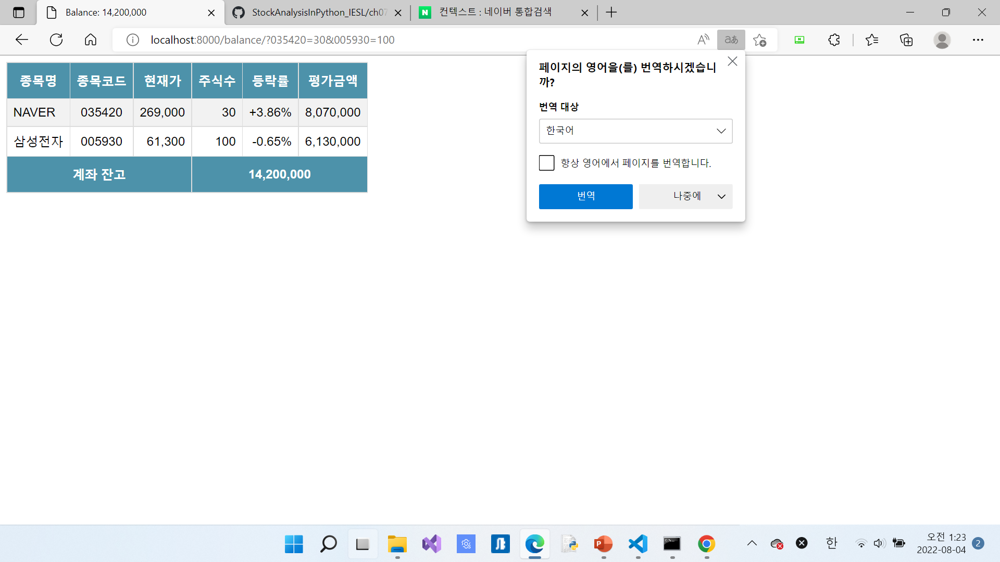 Balance: 14,200,000
StockAnalysisInPython_IESL/ch07
N 컨텍스트 : 네이버 통합검색
localhost:8000/balance/?035420=30&005930=100
aあ
페이지의 영어을(를) 번역하시겠습니
까?
번역 대상
한국어
항상 영어에서 페이지를 번역합니다.
번역 나중에
종목명 종목코드 현재가 주식수 등락률 평가금액
NAVER 035420 269,000 30 +3.86% 8,070,000
삼성전자 005930 61,300 100 -0.65% 6,130,000
계좌 잔고 14,200,000
한
오전 1:23
2022-08-04
2